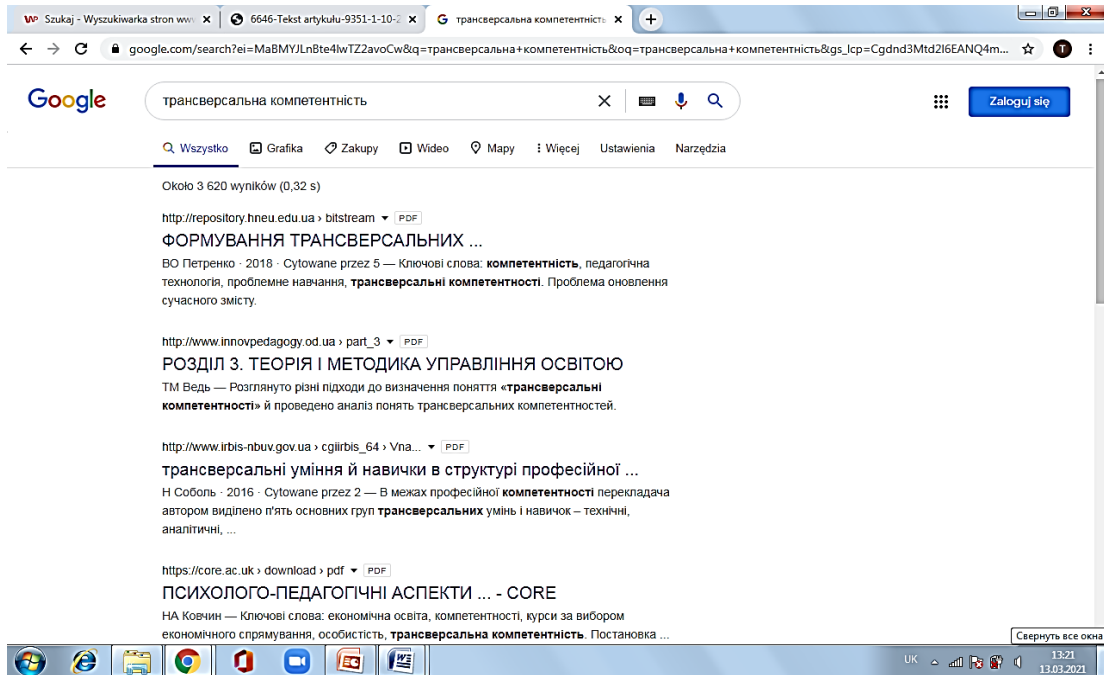 Szukaj - Wyszukiwarka stron www
6646-Tekst artykułu-9351-1-10-2
трансверсальна компетентність
google.com/search?ei=MaBMYJLnBte4lwTZ2avoCw&q=трансверсальна+компетентність&oq=трансверсальна+компетентність&gs_lcp=Cgdnd3Mtd2l6EANQ4m...
T
Google
трансверсальна компетентність
Zaloguj się
Wszystko Grafika Zakupy Wideo Mapy Więcej Ustawienia Narzędzia
Około 3 620 wyników (0,32 s)
http://repository.hneu.edu.ua › bitstream PDF
ФОРМУВАННЯ ТРАНСВЕРСАЛЬНИХ ...
ВО Петренко · 2018 · Cytowane przez 5 — Ключові слова: компетентність, педагогічна
технологія, проблемне навчання, трансверсальні компетентності. Проблема оновлення
сучасного змісту.
http://www.innovpedagogy.od.ua › part_3 PDF
РОЗДІЛ 3. ТЕОРІЯ І МЕТОДИКА УПРАВЛІННЯ ОСВІТОЮ
ТМ Ведь — Розглянуто різні підходи до визначення поняття «трансверсальні
компетентності» й проведено аналіз понять трансверсальних компетентностей.
http://www.irbis-nbuv.gov.ua › cgiirbis_64 › Vna... PDF
трансверсальні уміння й навички в структурі професійної ...
Н Соболь · 2016 · Cytowane przez 2 — В межах професійної компетентності перекладача
автором виділено п'ять основних груп трансверсальних умінь і навичок – технічні,
аналітичні, ...
https://core.ac.uk › download › pdf PDF
ПСИХОЛОГО-ПЕДАГОГІЧНІ АСПЕКТИ ... - CORE
НА Ковчин — Ключові слова: економічна освіта, компетентності, курси за вибором
економічного спрямування, особистість, трансверсальна компетентність. Постановка ...
Свернуть все окна
UK
13:21
13.03.2021